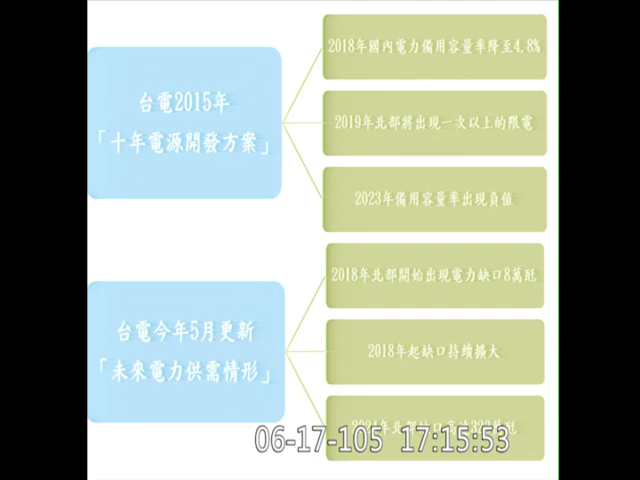 台電2015年
「十年電源開發方案」
2018年國內電力備用容量率降至4.8%
2019年北部將出現一次以上的限電
2023年備用容量率出現負值
台電今年5月更新
「未來電力供需情形」
2018年北部開始出現電力缺口8萬瓩
2018年起缺口持續擴大
06-17-105 17:15:53